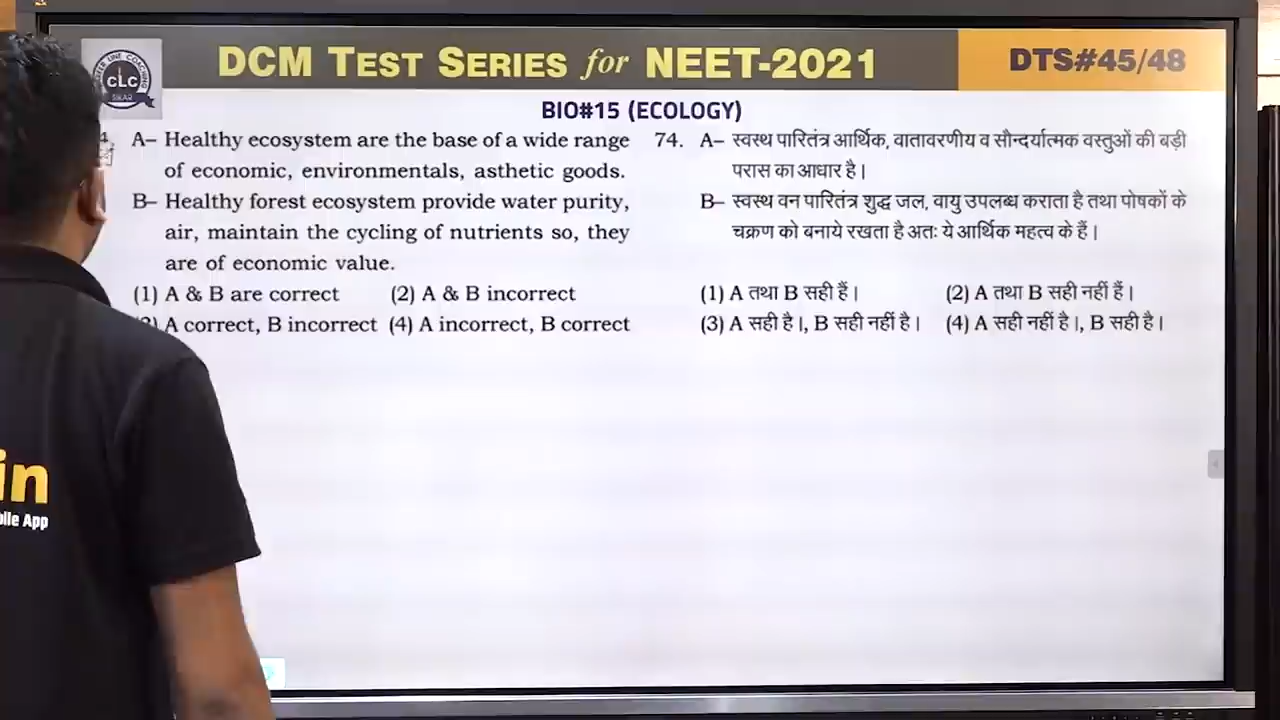 DCM TEST SERIES for NEET-2021
DTS#45/48
CLC
SIKAR
BIO#15 (ECOLOGY)
A– Healthy ecosystem are the base of a wide range
of economic, environmentals, asthetic goods.
B– Healthy forest ecosystem provide water purity,
air, maintain the cycling of nutrients so, they
are of economic value.
(1) A & B are correct (2) A & B incorrect
A correct, B incorrect (4) A incorrect, B correct
74. A– स्वस्थ पारितंत्र आर्थिक, वातावरणीय व सौन्दर्यात्मक वस्तुओं की बड़ी
परास का आधार है।
B– स्वस्थ वन पारितंत्र शुद्ध जल, वायु उपलब्ध कराता है तथा पोषकों के
चक्रण को बनाये रखता है अतः ये आर्थिक महत्व के हैं।
(1) A तथा B सही हैं। (2) A तथा B सही नहीं हैं।
(3) A सही है।, B सही नहीं है। (4) A सही नहीं है।, B सही है।
in
App